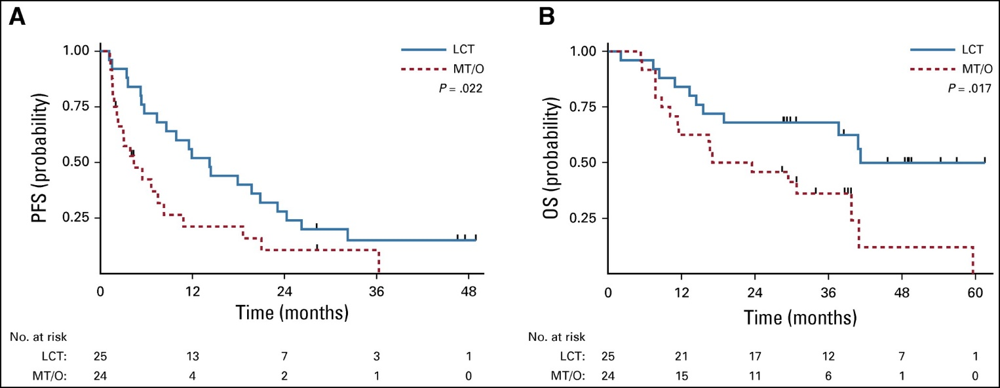 A
PFS (probability)
1.00
0.75
0.50
0.25
LCT
MT/O
P = .022
0 12 24 36 48
Time (months)
No. at risk
LCT: 25 13 7 3 1
MT/O: 24 4 2 1 0
B
OS (probability)
1.00
0.75
0.50
0.25
LCT
MT/O
P = .017
0 12 24 36 48 60
Time (months)
No. at risk
LCT: 25 21 17 12 7 1
MT/O: 24 15 11 6 1 0